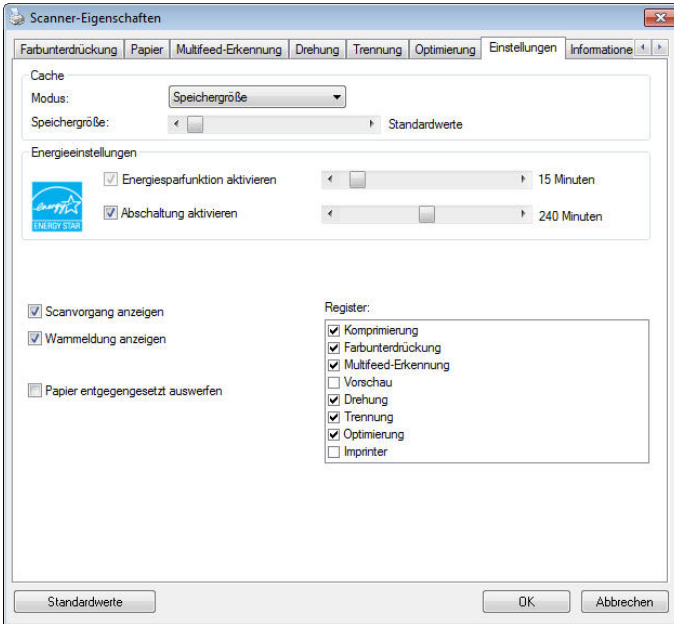 Scanner-Eigenschaften
Farbunterdrückung Papier Multifeed-Erkennung Drehung Trennung Optimierung Einstellungen Informatione
Cache
Modus: Speichergröße
Speichergröße: Standardwerte
Energieeinstellungen
Energiesparfunktion aktivieren 15 Minuten
energy
ENERGY STAR
Abschaltung aktivieren 240 Minuten
Scanvorgang anzeigen
Warnmeldung anzeigen
Papier entgegengesetzt auswerfen
Register:
Komprimierung
Farbunterdrückung
Multifeed-Erkennung
Vorschau
Drehung
Trennung
Optimierung
Imprinter
Standardwerte OK Abbrechen